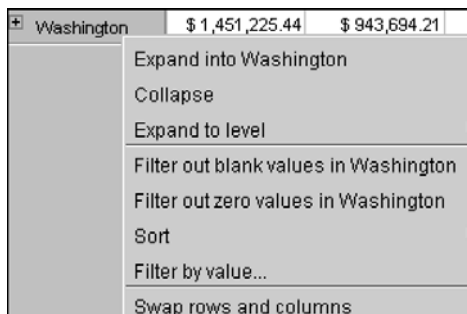 Washington $ 1,451,225.44 $ 943,694.21
Expand into Washington
Collapse
Expand to level
Filter out blank values in Washington
Filter out zero values in Washington
Sort
Filter by value...
Swap rows and columns